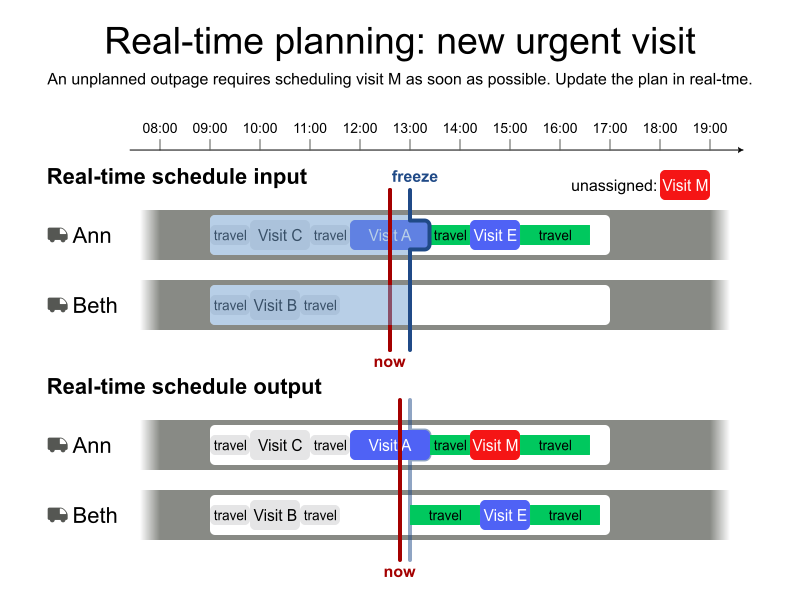 Real-time planning: new urgent visit
An unplanned outpage requires scheduling visit M as soon as possible. Update the plan in real-tme.
08:00 09:00 10:00 11:00 12:00 13:00 14:00 15:00 16:00 17:00 18:00 19:00
Real-time schedule input
freeze
unassigned: Visit M
Ann travel Visit C travel Visit A travel Visit E travel
Beth travel Visit B travel
now
Real-time schedule output
Ann travel Visit C travel Visit A travel Visit M travel
Beth travel Visit B travel travel Visit E travel
now